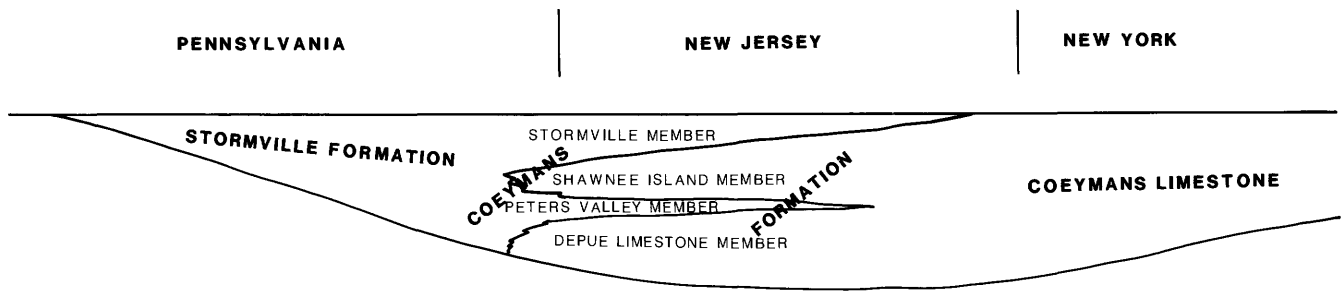 PENNSYLVANIA
NEW JERSEY
NEW YORK
STORMVILLE FORMATION
STORMVILLE MEMBER
COEYMANS FORMATION
SHAWNEE ISLAND MEMBER
PETERS VALLEY MEMBER
DEPUE LIMESTONE MEMBER
COEYMANS LIMESTONE